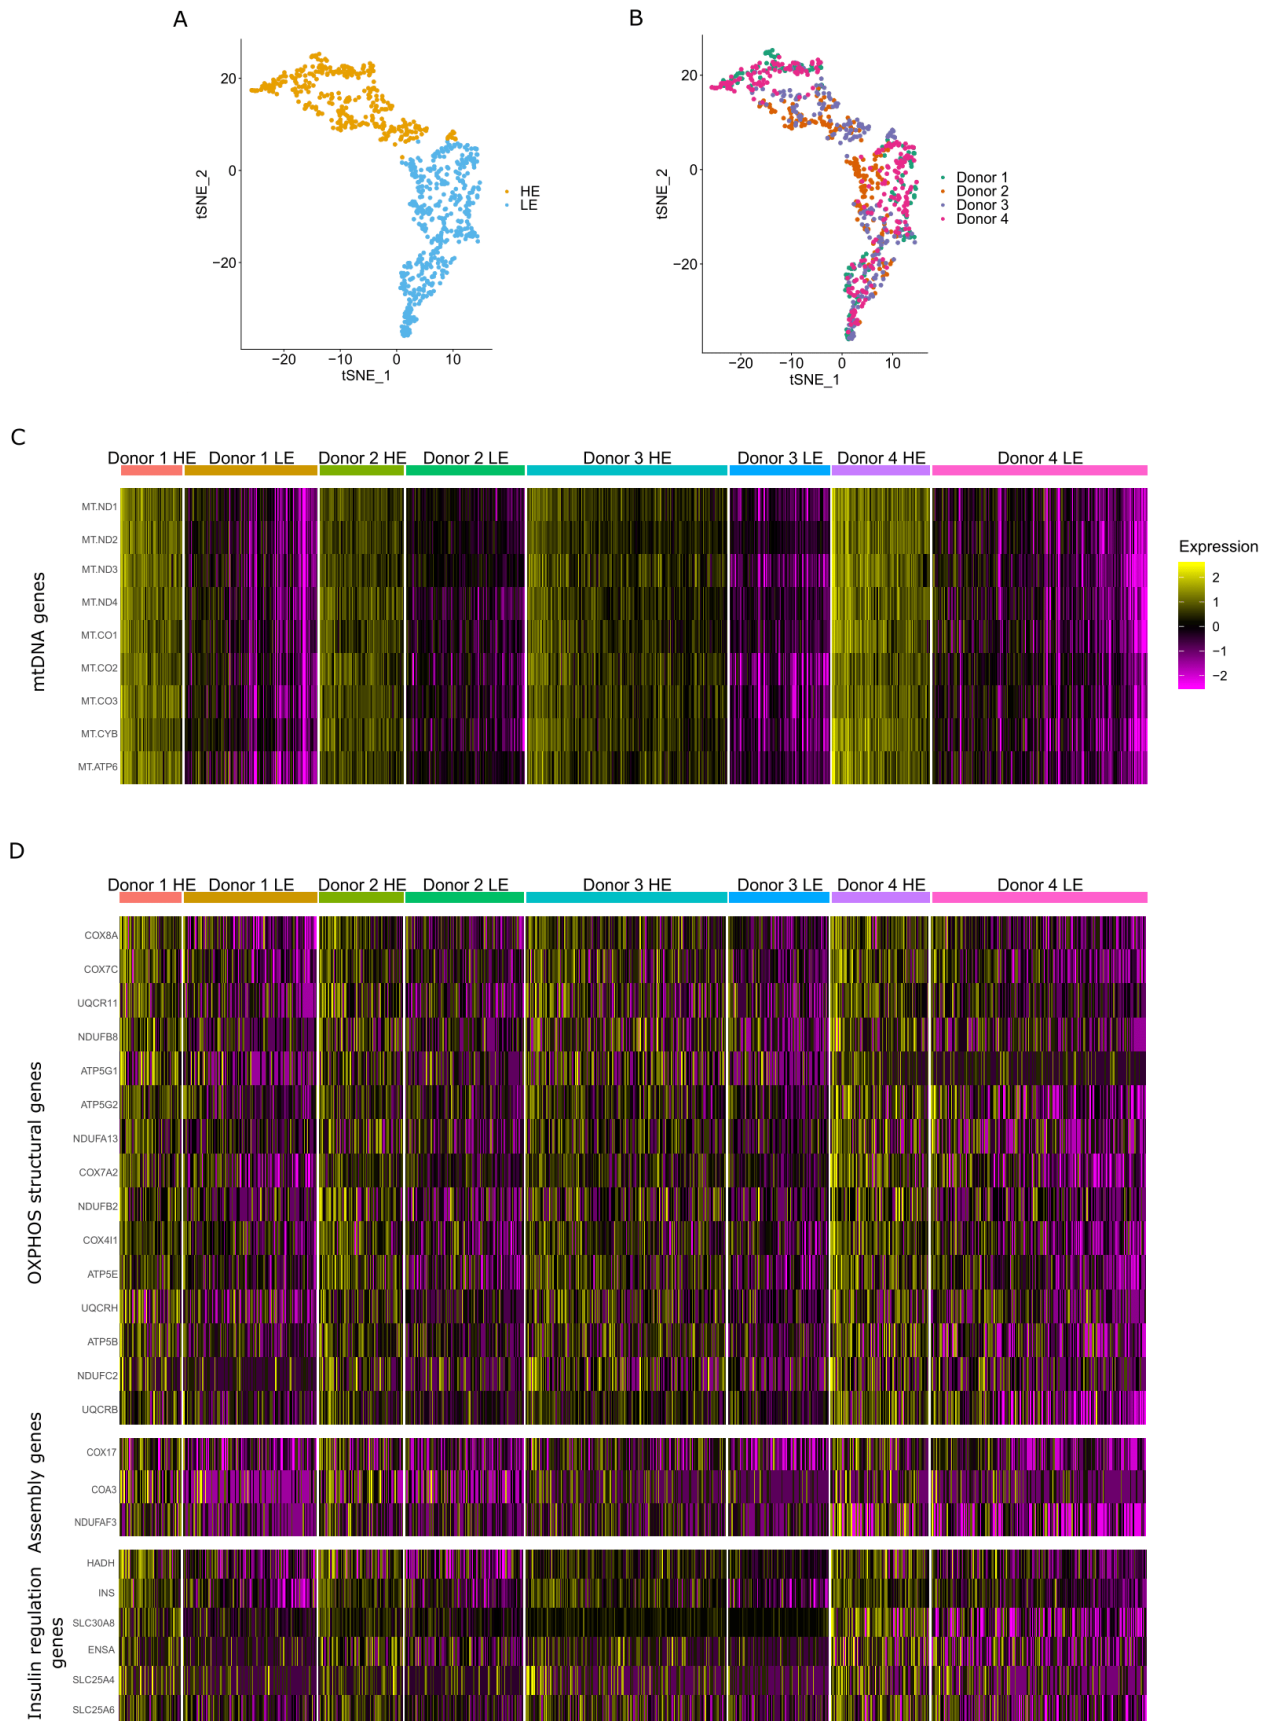 A
20
0
−20
tSNE_2
−20 −10 0 10
tSNE_1
HE
LE
B
20
0
−20
tSNE_2
−20 −10 0 10
tSNE_1
Donor 1
Donor 2
Donor 3
Donor 4
C
Donor 1 HE Donor 1 LE Donor 2 HE Donor 2 LE Donor 3 HE Donor 3 LE Donor 4 HE Donor 4 LE
mtDNA genes
MT.ND1
MT.ND2
MT.ND3
MT.ND4
MT.CO1
MT.CO2
MT.CO3
MT.CYB
MT.ATP6
Expression
2
1
0
−1
−2
D
Donor 1 HE Donor 1 LE Donor 2 HE Donor 2 LE Donor 3 HE Donor 3 LE Donor 4 HE Donor 4 LE
OXPHOS structural genes
COX8A
COX7C
UQCR11
NDUFB8
ATP5G1
ATP5G2
NDUFA13
COX7A2
NDUFB2
COX4I1
ATP5E
UQCRH
ATP5B
NDUFC2
UQCRB
Assembly genes
COX17
COA3
NDUFAF3
Insulin regulation
genes
HADH
INS
SLC30A8
ENSA
SLC25A4
SLC25A6